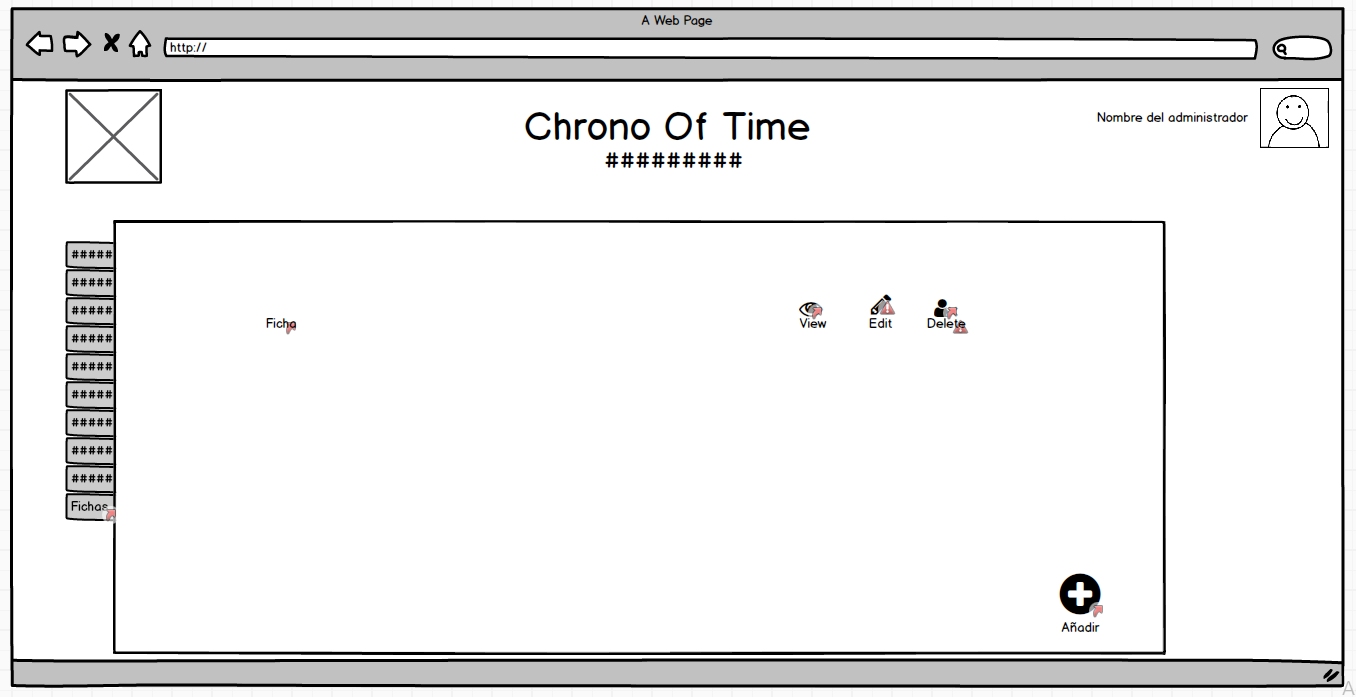 A Web Page
http://
Nombre del administrador
Chrono Of Time
#########
#####
#####
#####
#####
#####
#####
#####
#####
#####
Fichas
Ficha
View
Edit
Delete
Añadir
A